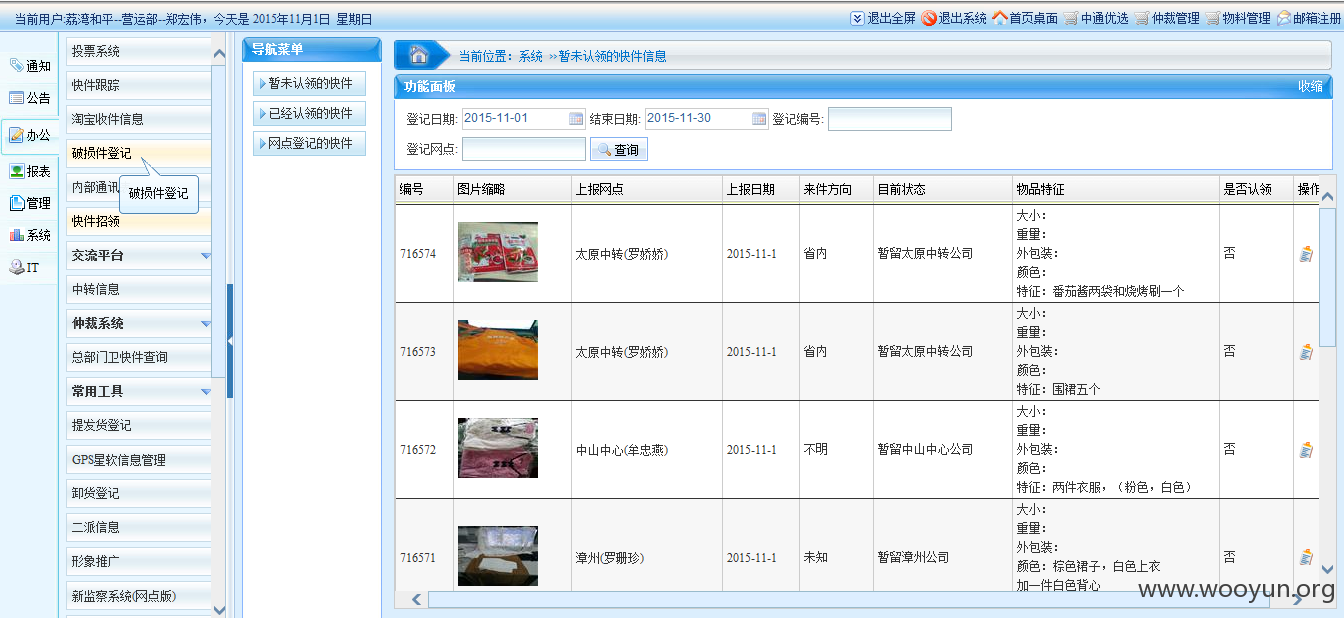 当前用户:荔湾和平--营运部--郑宏伟，今天是 2015年11月1日 星期日
退出全屏 退出系统 首页桌面 中通优选 仲裁管理 物料管理 邮箱注册
通知
公告
办公
报表
管理
系统
IT
投票系统
快件跟踪
淘宝收件信息
破损件登记
内部通讯
破损件登记
快件招领
交流平台
中转信息
仲裁系统
总部门卫快件查询
常用工具
提发货登记
GPS星软信息管理
卸货登记
二派信息
形象推广
新监察系统(网点版)
导航菜单
暂未认领的快件
已经认领的快件
网点登记的快件
当前位置：系统 »暂未认领的快件信息
功能面板 收缩
登记日期: 2015-11-01 结束日期: 2015-11-30 登记编号:
登记网点: 查询
编号 图片缩略 上报网点 上报日期 来件方向 目前状态 物品特征 是否认领 操作
716574 太原中转(罗娇娇) 2015-11-1 省内 暂留太原中转公司 否
大小：
重量：
外包装：
颜色：
特征：番茄酱两袋和烧烤刷一个
716573 太原中转(罗娇娇) 2015-11-1 省内 暂留太原中转公司 否
大小：
重量：
外包装：
颜色：
特征：围裙五个
716572 中山中心(牟忠燕) 2015-11-1 不明 暂留中山中心公司 否
大小：
重量：
外包装：
颜色：
特征：两件衣服，（粉色，白色）
716571 漳州(罗珊珍) 2015-11-1 未知 暂留漳州公司 否
大小：
重量：
外包装：
颜色：棕色裙子，白色上衣
加一件白色背心
www.wooyun.org